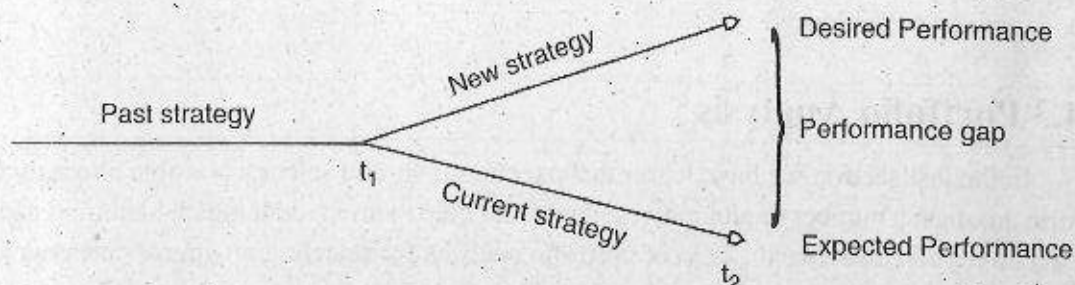 Desired Performance
New strategy
Past strategy
Performance gap
t1
Current strategy
Expected Performance
t2